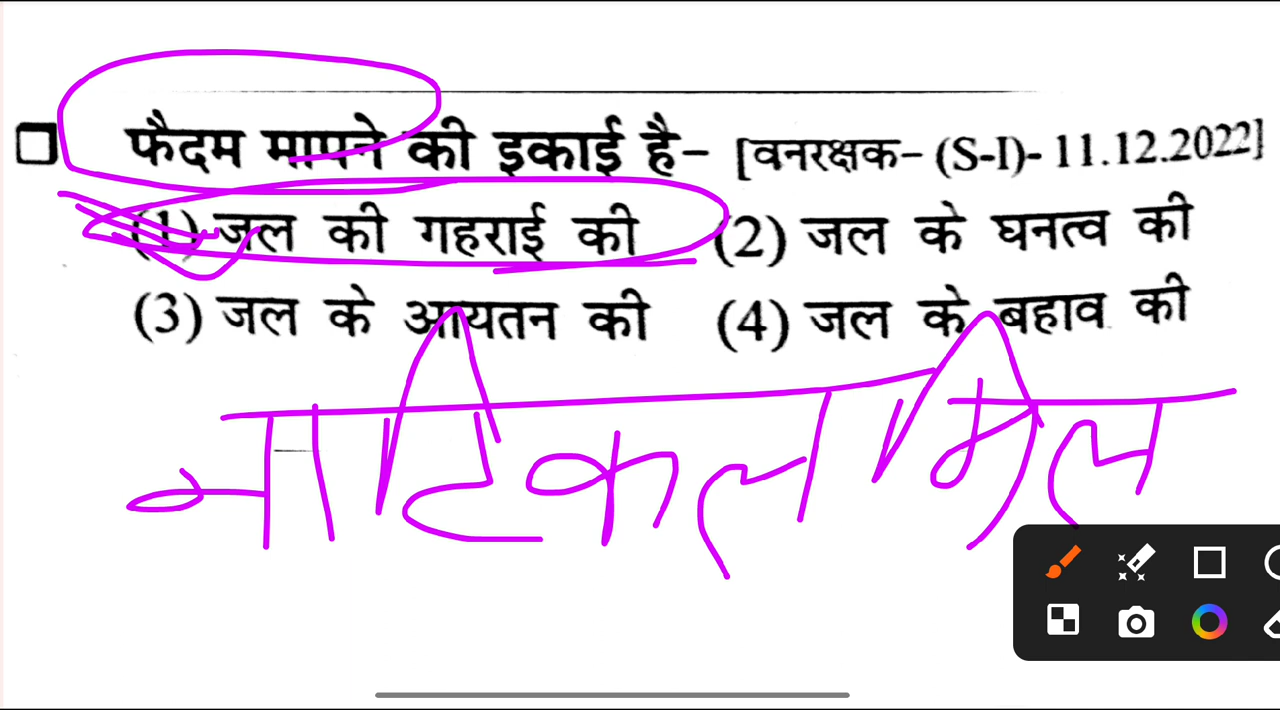 फैदम मापने की इकाई है- [वनरक्षक- (S-I)- 11.12.2022]
(1) जल की गहराई की (2) जल के घनत्व की
(3) जल के आयतन की (4) जल के बहाव की
नाटिकल मिल